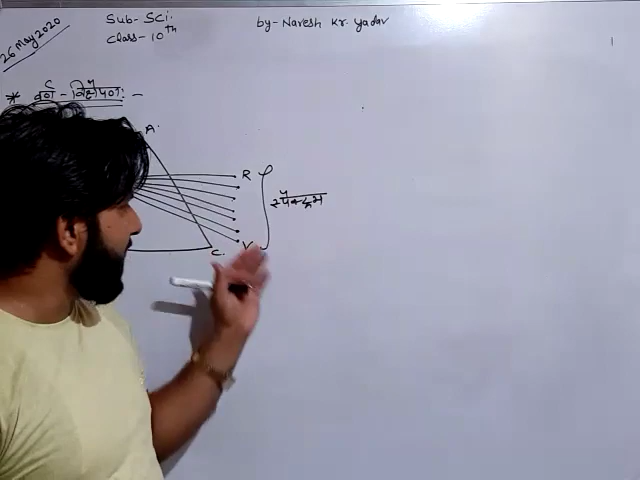 26 May 2020
Sub- Sci.
Class- 10th
by- Naresh Kr. Yadav
* वर्ण - विक्षेपण :-
A.
R
V
C.
स्पैक्ट्रम